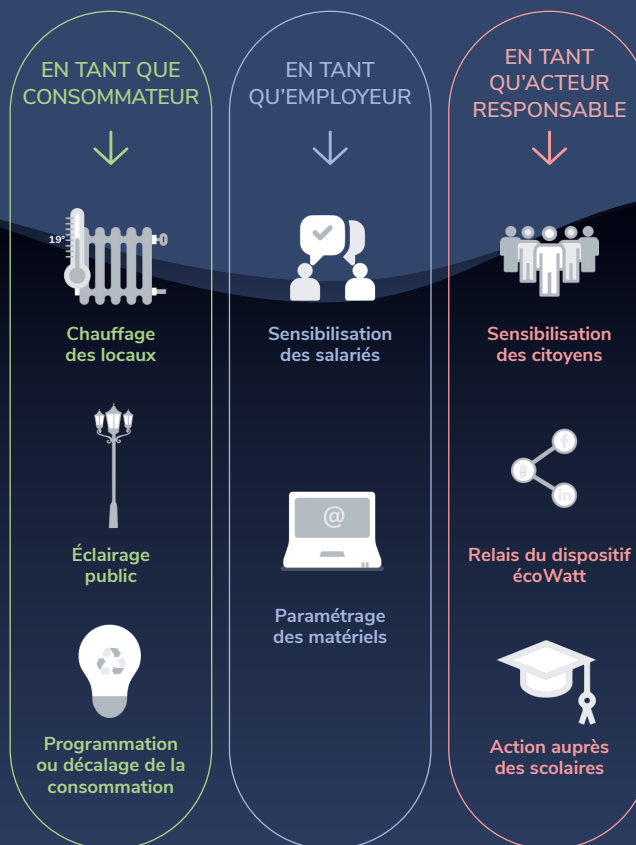 EN TANT QUE
CONSOMMATEUR
19°
Chauffage
des locaux
Éclairage
public
Programmation
ou décalage de la
consommation
EN TANT
QU'EMPLOYEUR
Sensibilisation
des salariés
@
Paramétrage
des matériels
EN TANT
QU'ACTEUR
RESPONSABLE
Sensibilisation
des citoyens
f
in
Relais du dispositif
écoWatt
Action auprès
des scolaires